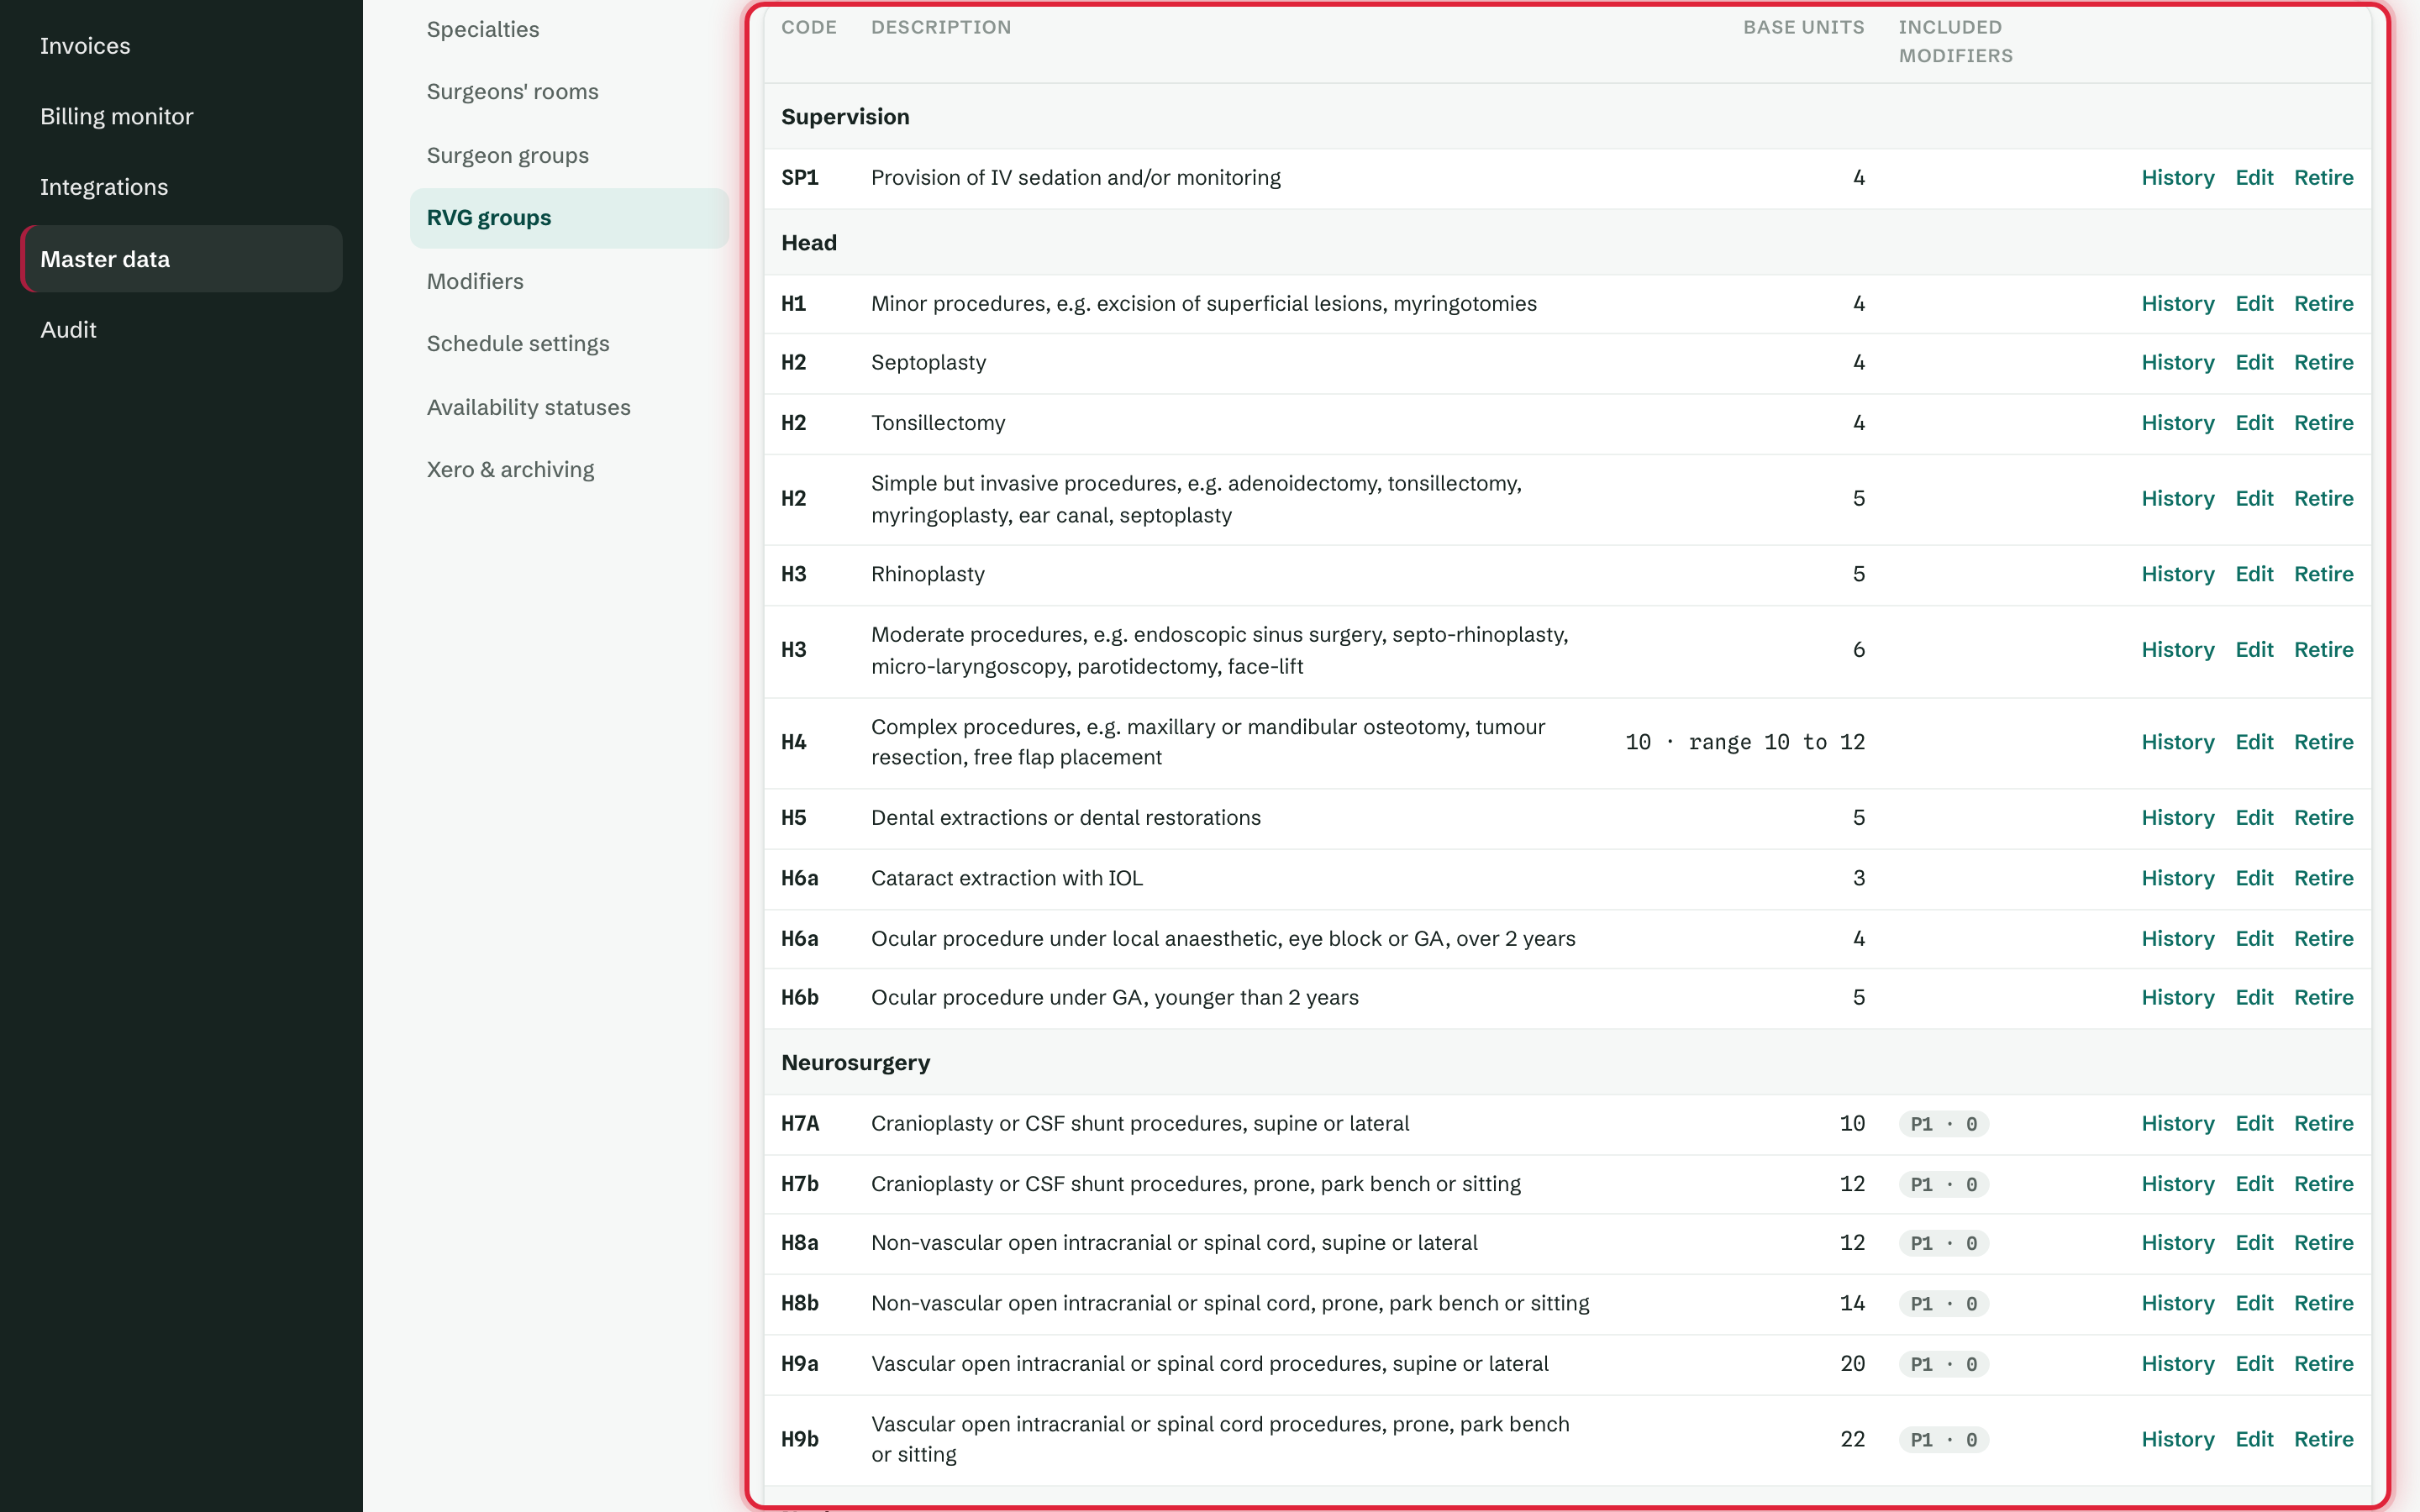 Invoices
Billing monitor
Integrations
Master data
Audit
Specialties
Surgeons' rooms
Surgeon groups
RVG groups
Modifiers
Schedule settings
Availability statuses
Xero & archiving
CODE DESCRIPTION BASE UNITS INCLUDED
MODIFIERS
Supervision
SP1 Provision of IV sedation and/or monitoring 4 History Edit Retire
Head
H1 Minor procedures, e.g. excision of superficial lesions, myringotomies 4 History Edit Retire
H2 Septoplasty 4 History Edit Retire
H2 Tonsillectomy 4 History Edit Retire
H2 Simple but invasive procedures, e.g. adenoidectomy, tonsillectomy,
myringoplasty, ear canal, septoplasty 5 History Edit Retire
H3 Rhinoplasty 5 History Edit Retire
H3 Moderate procedures, e.g. endoscopic sinus surgery, septo-rhinoplasty,
micro-laryngoscopy, parotidectomy, face-lift 6 History Edit Retire
H4 Complex procedures, e.g. maxillary or mandibular osteotomy, tumour
resection, free flap placement 10 · range 10 to 12 History Edit Retire
H5 Dental extractions or dental restorations 5 History Edit Retire
H6a Cataract extraction with IOL 3 History Edit Retire
H6a Ocular procedure under local anaesthetic, eye block or GA, over 2 years 4 History Edit Retire
H6b Ocular procedure under GA, younger than 2 years 5 History Edit Retire
Neurosurgery
H7A Cranioplasty or CSF shunt procedures, supine or lateral 10 P1 · 0 History Edit Retire
H7b Cranioplasty or CSF shunt procedures, prone, park bench or sitting 12 P1 · 0 History Edit Retire
H8a Non-vascular open intracranial or spinal cord, supine or lateral 12 P1 · 0 History Edit Retire
H8b Non-vascular open intracranial or spinal cord, prone, park bench or sitting 14 P1 · 0 History Edit Retire
H9a Vascular open intracranial or spinal cord procedures, supine or lateral 20 P1 · 0 History Edit Retire
H9b Vascular open intracranial or spinal cord procedures, prone, park bench
or sitting 22 P1 · 0 History Edit Retire